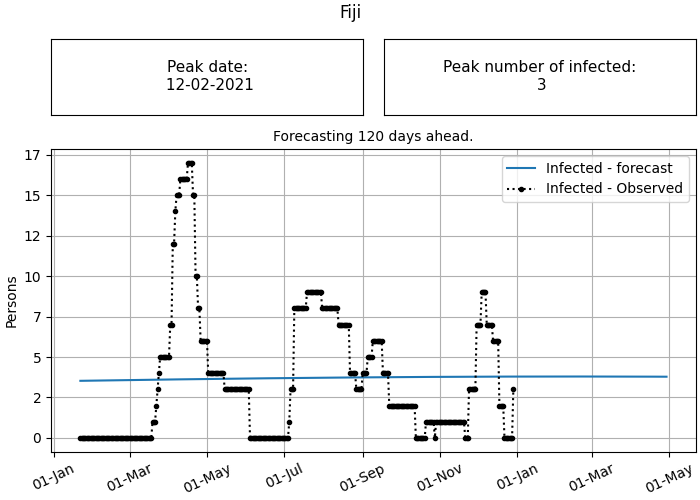 Fiji
Peak date:
12-02-2021
Peak number of infected:
3
Forecasting 120 days ahead.
Infected - forecast
Infected - Observed
Persons
17
15
12
10
7
5
2
0
01-Jan
01-Mar
01-May
01-Jul
01-Sep
01-Nov
01-Jan
01-Mar
01-May